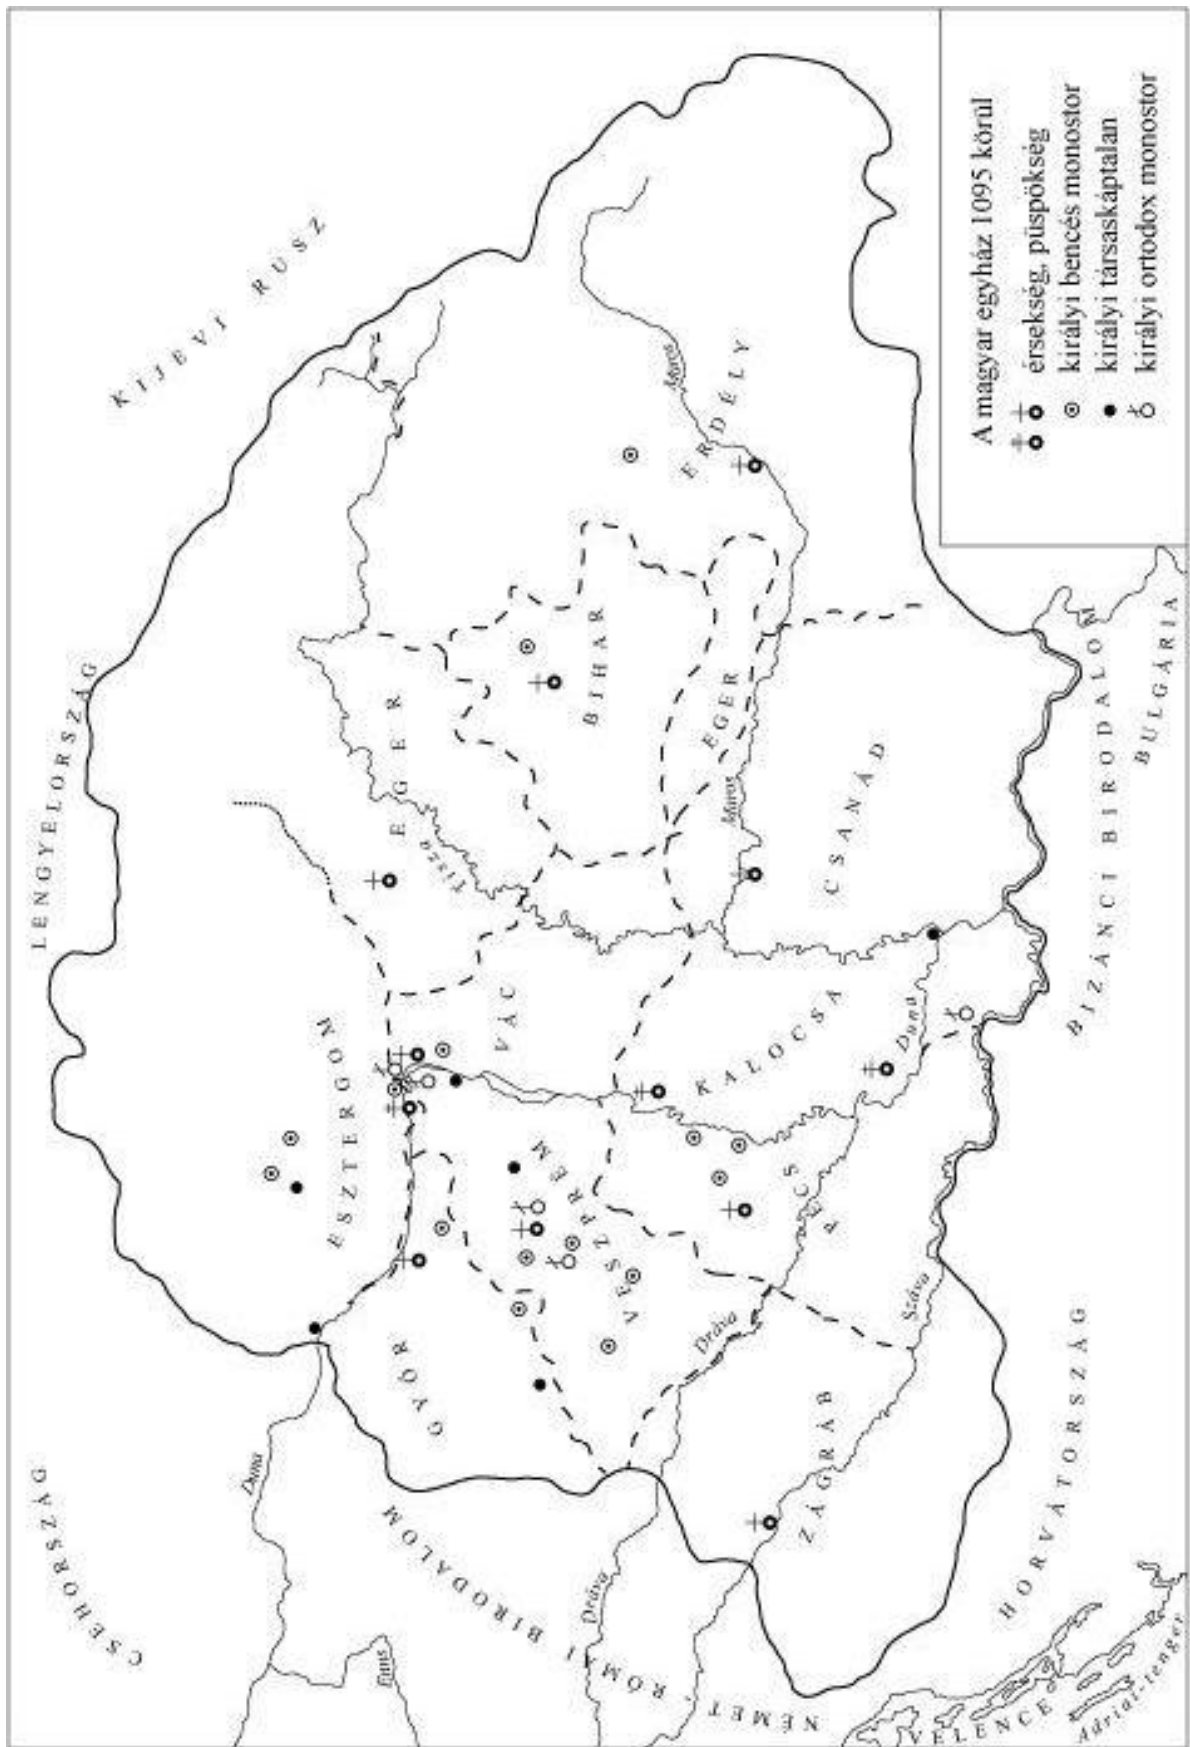 A magyar egyház 1095 körül
érsekség, püspökség
királyi bencés monostor
királyi társaskáptalan
királyi ortodox monostor
CSEHORSZÁG
LENGYELORSZÁG
KIJEVI RUSZ
Duna
Enns
NÉMET-RÓMAI BIRODALOM
ESZTERGOM
EGER
Tisza
GYŐR
VÁC
VESZPRÉM
BIHAR
EGER
ERDÉLY
Maros
Maros
Dráva
Dráva
PÉCS
KALOCSA
CSANÁD
Duna
ZÁGRÁB
Száva
HORVÁTORSZÁG
BIZÁNCI BIRODALO
BULGÁRIA
VELENCE
Adriai-tenger